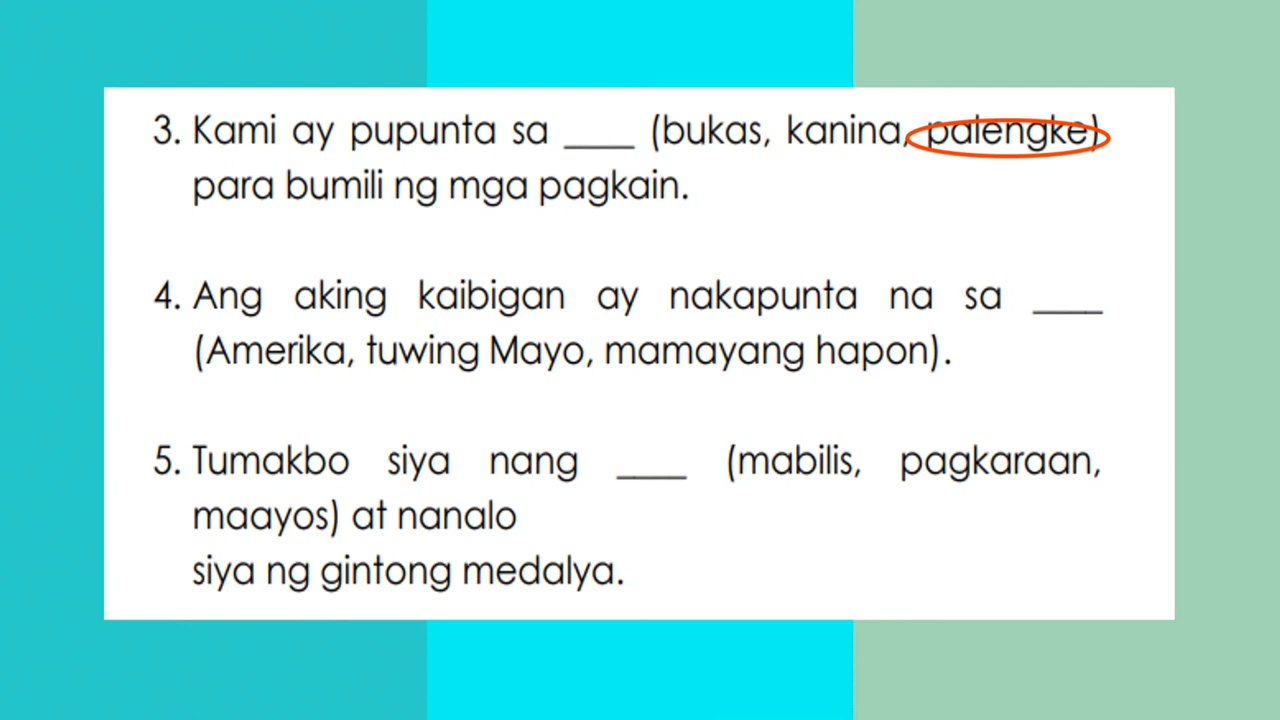 3. Kami ay pupunta sa ____ (bukas, kanina, palengke)
para bumili ng mga pagkain.
4. Ang aking kaibigan ay nakapunta na sa ____
(Amerika, tuwing Mayo, mamayang hapon).
5. Tumakbo siya nang ____ (mabilis, pagkaraan,
maayos) at nanalo
siya ng gintong medalya.